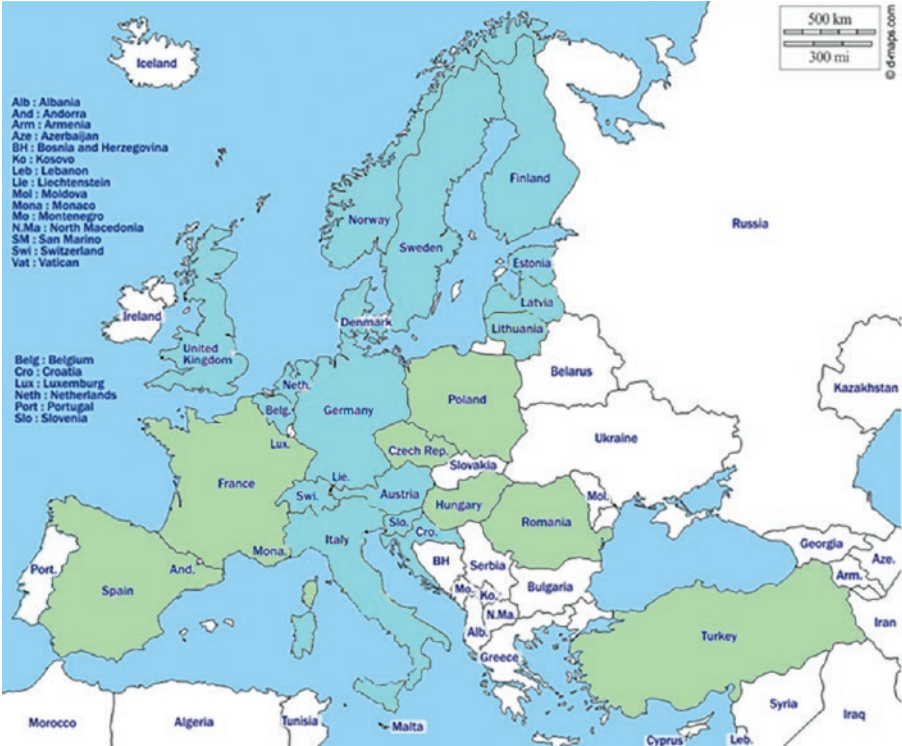 500 km
300 mi
© d-maps.com
Iceland
Alb : Albania
And : Andorra
Arm : Armenia
Aze : Azerbaijan
BH : Bosnia and Herzegovina
Ko : Kosovo
Leb : Lebanon
Lie : Liechtenstein
Mol : Moldova
Mona : Monaco
Mo : Montenegro
N.Ma : North Macedonia
SM : San Marino
Swi : Switzerland
Vat : Vatican
Finland
Norway
Sweden
Russia
Estonia
Latvia
Lithuania
Ireland
Denmark
United
Kingdom
Belg : Belgium
Cro : Croatia
Lux : Luxemburg
Neth : Netherlands
Port : Portugal
Slo : Slovenia
Neth.
Belg.
Lux.
Germany
Poland
Belarus
Kazakhstan
Ukraine
Czech Rep.
Slovakia
France
Lie.
Swi.
Austria
Hungary
Mol.
Romania
Slo.
Cro.
Italy
Mona.
And.
Port.
Spain
BH
Serbia
Mo.
Ko.
Bulgaria
N.Ma.
Alb.
Greece
Georgia
Aze.
Arm.
Turkey
Iran
Morocco
Algeria
Tunisia
Malta
Cyprus
Leb.
Syria
Iraq